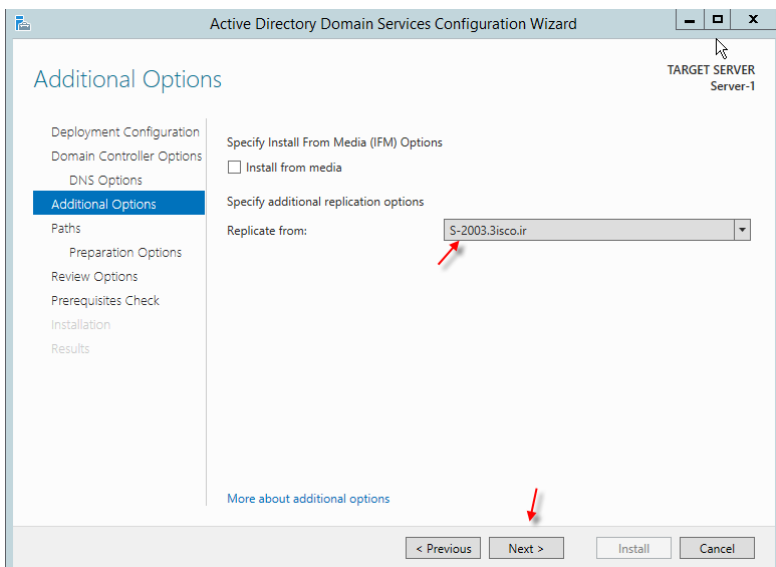 Active Directory Domain Services Configuration Wizard
Additional Options
TARGET SERVER
Server-1
Deployment Configuration
Domain Controller Options
DNS Options
Additional Options
Paths
Preparation Options
Review Options
Prerequisites Check
Installation
Results
Specify Install From Media (IFM) Options
Install from media
Specify additional replication options
Replicate from: S-2003.3isco.ir
More about additional options
< Previous Next > Install Cancel